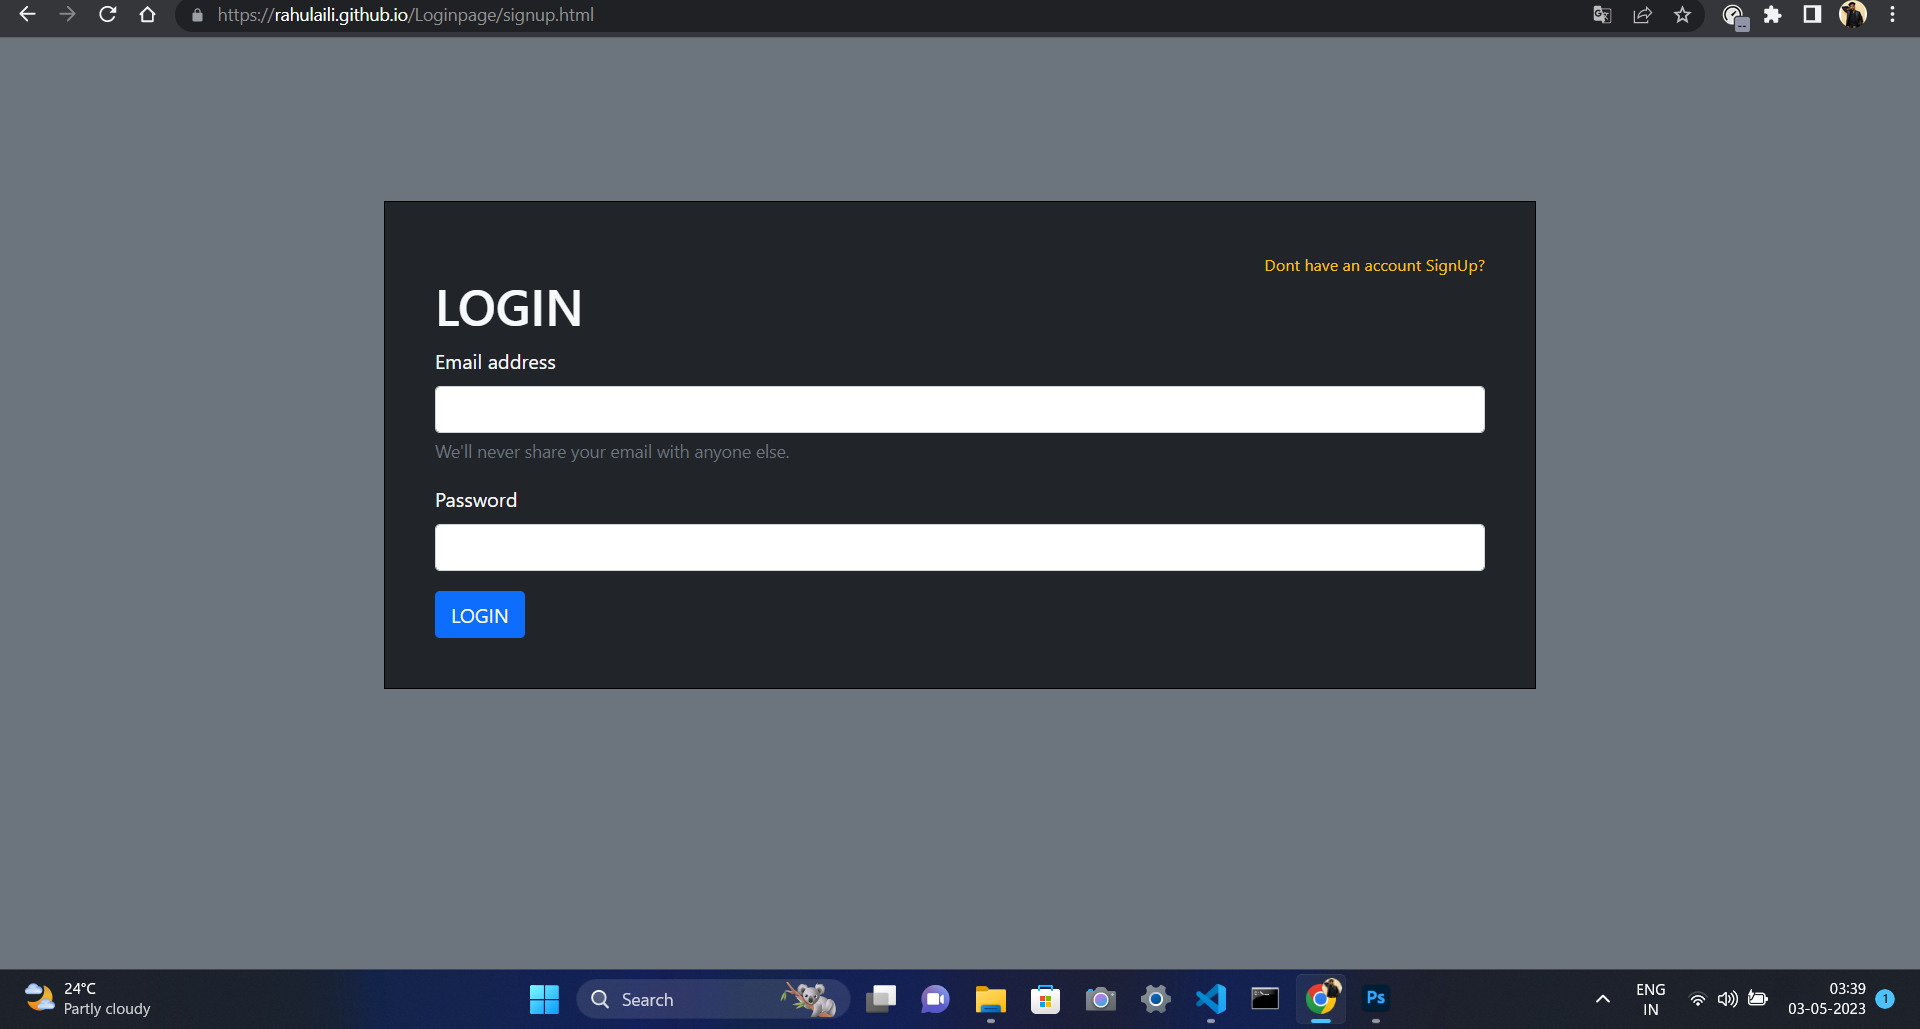 https://rahulaili.github.io/Loginpage/signup.html
Dont have an account SignUp?
LOGIN
Email address
We'll never share your email with anyone else.
Password
LOGIN
24°C
Partly cloudy
Search
Ps
ENG
IN
03:39
03-05-2023
1